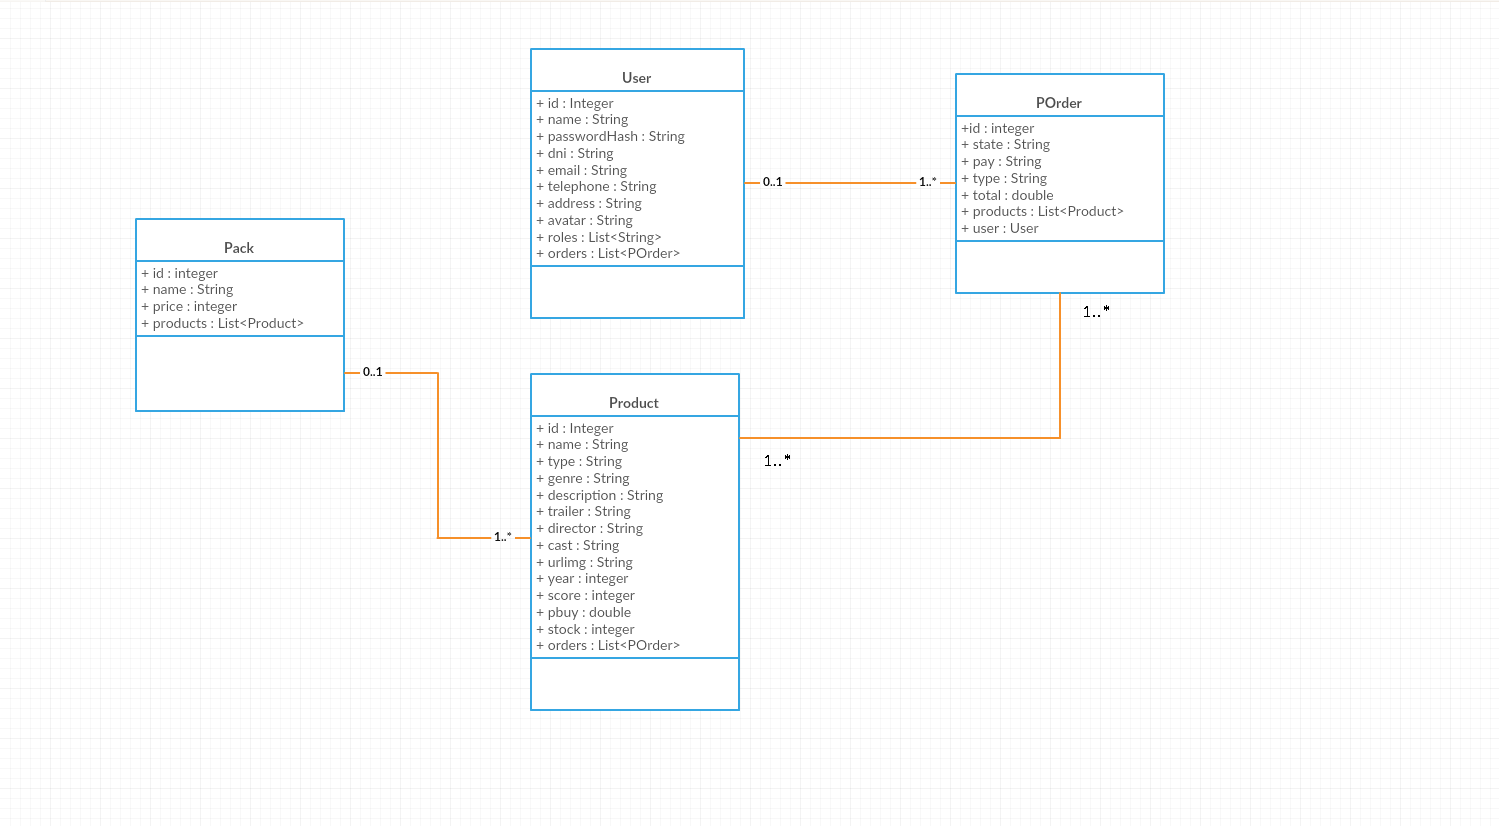 User
+ id : Integer
+ name : String
+ passwordHash : String
+ dni : String
+ email : String
+ telephone : String
+ address : String
+ avatar : String
+ roles : List<String>
+ orders : List<POrder>
0..1
1..*
POrder
+id : integer
+ state : String
+ pay : String
+ type : String
+ total : double
+ products : List<Product>
+ user : User
1..*
Pack
+ id : integer
+ name : String
+ price : integer
+ products : List<Product>
0..1
1..*
Product
+ id : Integer
+ name : String
+ type : String
+ genre : String
+ description : String
+ trailer : String
+ director : String
+ cast : String
+ urlimg : String
+ year : integer
+ score : integer
+ pbuy : double
+ stock : integer
+ orders : List<POrder>
1..*